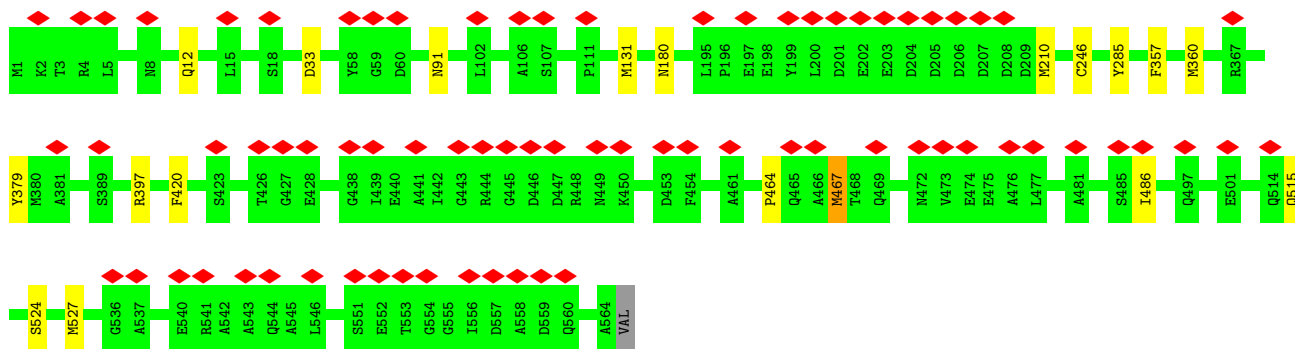 M1 K2 T3 R4 L5 N8 Q12 L15 S18 D33 Y58 G59 D60 N91 L102 A106 S107 P111 M131 N180 L195 P196 E197 E198 Y199 L200 D201 E202 E203 D204 D205 D206 D207 D208 D209 M210 C246 Y285 F357 M360 R367
Y379 M380 A381 S389 R397 F420 S423 T426 G427 E428 G438 I439 E440 A441 I442 G443 R444 G445 D446 D447 R448 N449 K450 D453 F454 A461 P464 Q465 A466 M467 T468 Q469 N472 V473 E474 E475 A476 L477 A481 S485 I486 Q497 E501 Q514 Q515
S524 M527 G536 A537 E540 R541 A542 A543 Q544 A545 L546 S551 E552 T553 G554 G555 I556 D557 A558 D559 Q560 A564 VAL